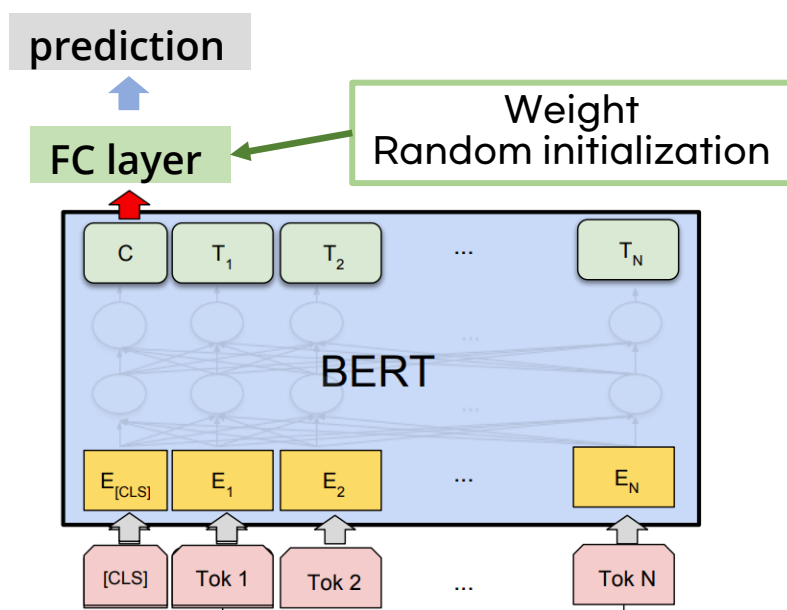 prediction
Weight
Random initialization
FC layer
C T1 T2 ... TN
...
BERT
...
E[CLS] E1 E2 ... EN
[CLS] Tok 1 Tok 2 ... Tok N